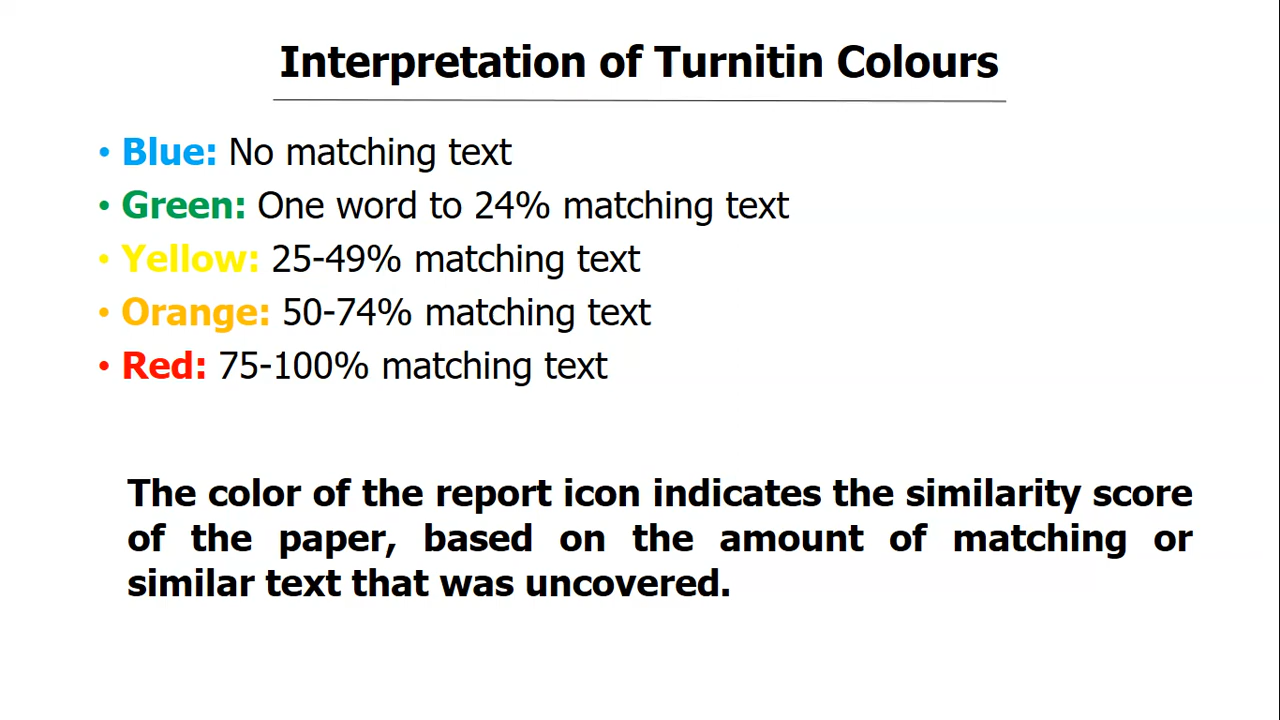 Interpretation of Turnitin Colours
• Blue: No matching text
• Green: One word to 24% matching text
• Yellow: 25-49% matching text
• Orange: 50-74% matching text
• Red: 75-100% matching text
The color of the report icon indicates the similarity score
of the paper, based on the amount of matching or
similar text that was uncovered.